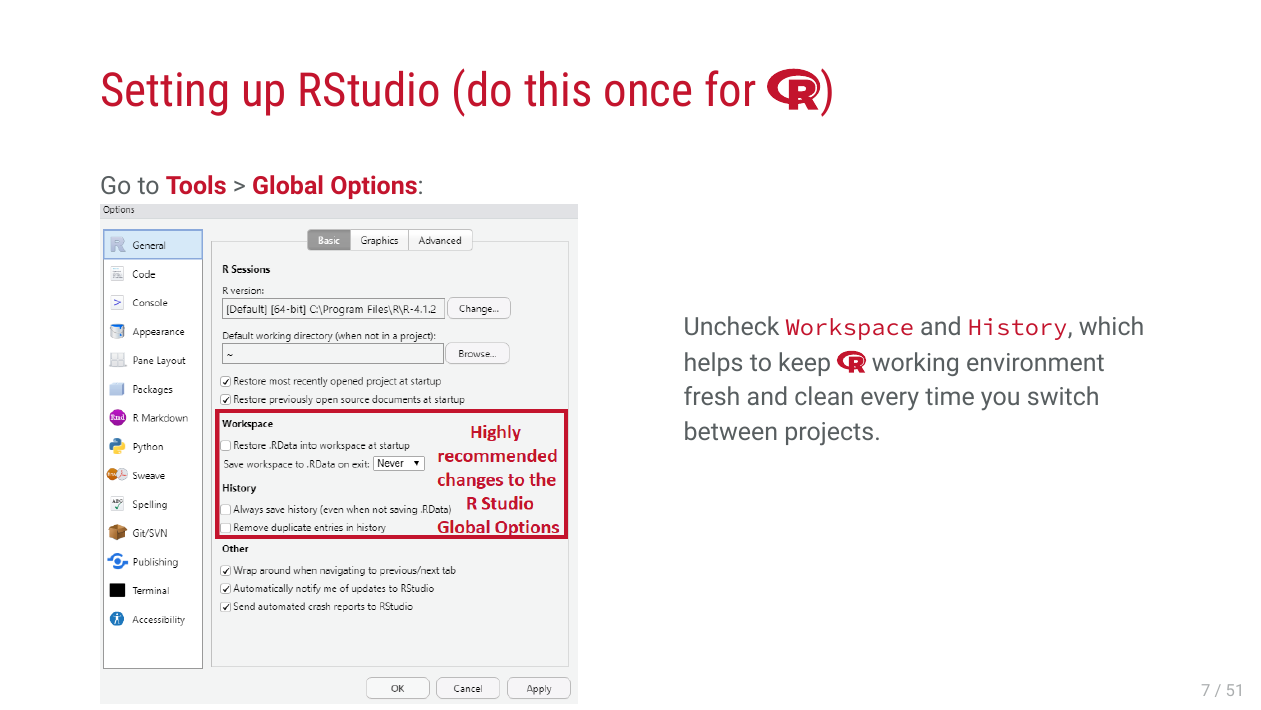 Setting up RStudio (do this once for R)
Go to Tools > Global Options:
Options
General
Code
Console
Appearance
Pane Layout
Packages
Rmd R Markdown
Python
Sweave
ABC Spelling
Git/SVN
Publishing
Terminal
Accessibility
Basic Graphics Advanced
R Sessions
R version:
[Default] [64-bit] C:\Program Files\R\R-4.1.2 Change...
Default working directory (when not in a project):
~ Browse...
Restore most recently opened project at startup
Restore previously open source documents at startup
Workspace
Restore .RData into workspace at startup
Save workspace to .RData on exit: Never
History
Always save history (even when not saving .RData)
Remove duplicate entries in history
Highly
recommended
changes to the
R Studio
Global Options
Other
Wrap around when navigating to previous/next tab
Automatically notify me of updates to RStudio
Send automated crash reports to RStudio
OK Cancel Apply
Uncheck Workspace and History, which
helps to keep R working environment
fresh and clean every time you switch
between projects.
7 / 51